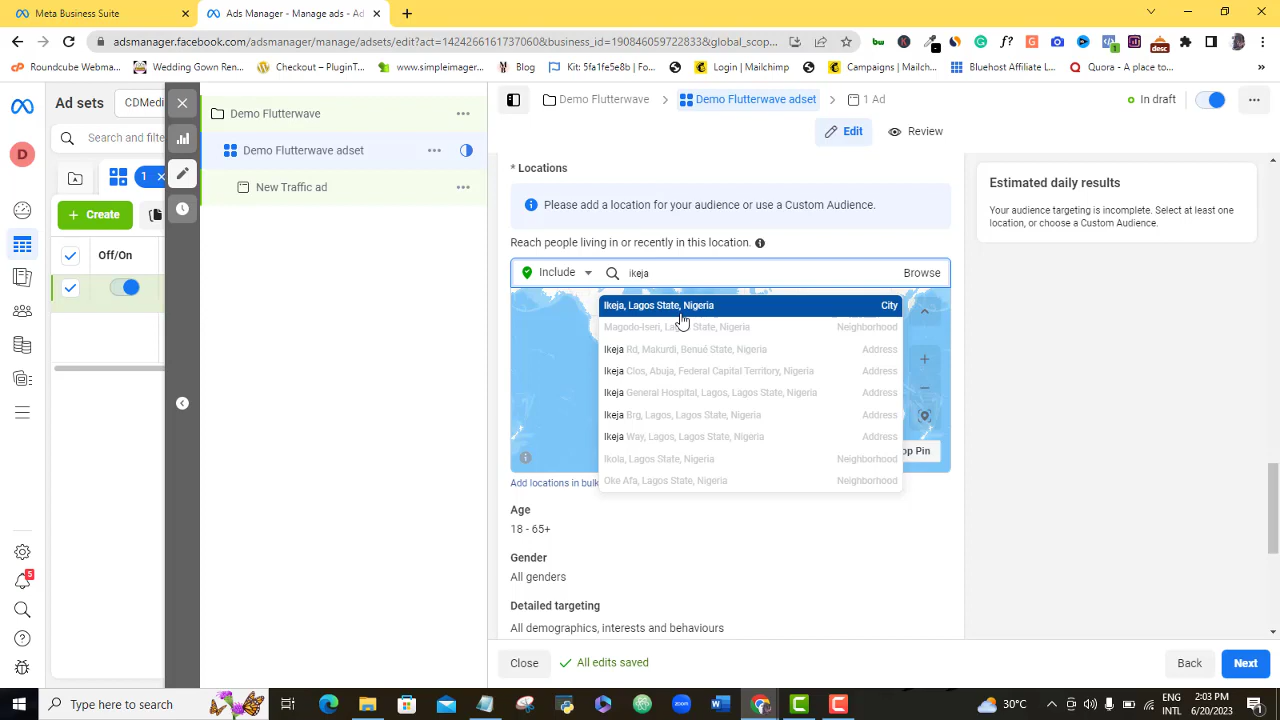 Meta Business Suite
Ads Manager - Manage ads - Ad
adsmanager.facebook.com/adsmanager/manage/adsets/edit?act=1424266161737060&business_id=1908460597228338&global_scop...
Roundcube Webma...
Wedding Gown Ren...
Checkout – PluginT...
www.simpleimager...
Blog
Kit: 5fa1fe5e8b | Fo...
Login | Mailchimp
Campaigns | Mailch...
Bluehost Affiliate L...
Quora - A place to...
»
Ad sets
CDMedi
Search and filter
1
Create
Off/On
D
5
Demo Flutterwave
Demo Flutterwave adset
New Traffic ad
Demo Flutterwave
Demo Flutterwave adset
1 Ad
In draft
Edit
Review
* Locations
Please add a location for your audience or use a Custom Audience.
Reach people living in or recently in this location.
Include
ikeja
Browse
Ikeja, Lagos State, Nigeria City
Magodo-Iseri, La State, Nigeria Neighborhood
Ikeja Rd, Makurdi, Benué State, Nigeria Address
Ikeja Clos, Abuja, Federal Capital Territory, Nigeria Address
Ikeja General Hospital, Lagos, Lagos State, Nigeria Address
Ikeja Brg, Lagos, Lagos State, Nigeria Address
Ikeja Way, Lagos, Lagos State, Nigeria Address
Ikola, Lagos State, Nigeria Neighborhood
Oke Afa, Lagos State, Nigeria Neighborhood
op Pin
Add locations in bulk
Age
18 - 65+
Gender
All genders
Detailed targeting
All demographics, interests and behaviours
Estimated daily results
Your audience targeting is incomplete. Select at least one
location, or choose a Custom Audience.
Close
All edits saved
Back
Next
Type here to search
zoom
30°C
ENG
INTL
2:03 PM
6/20/2023